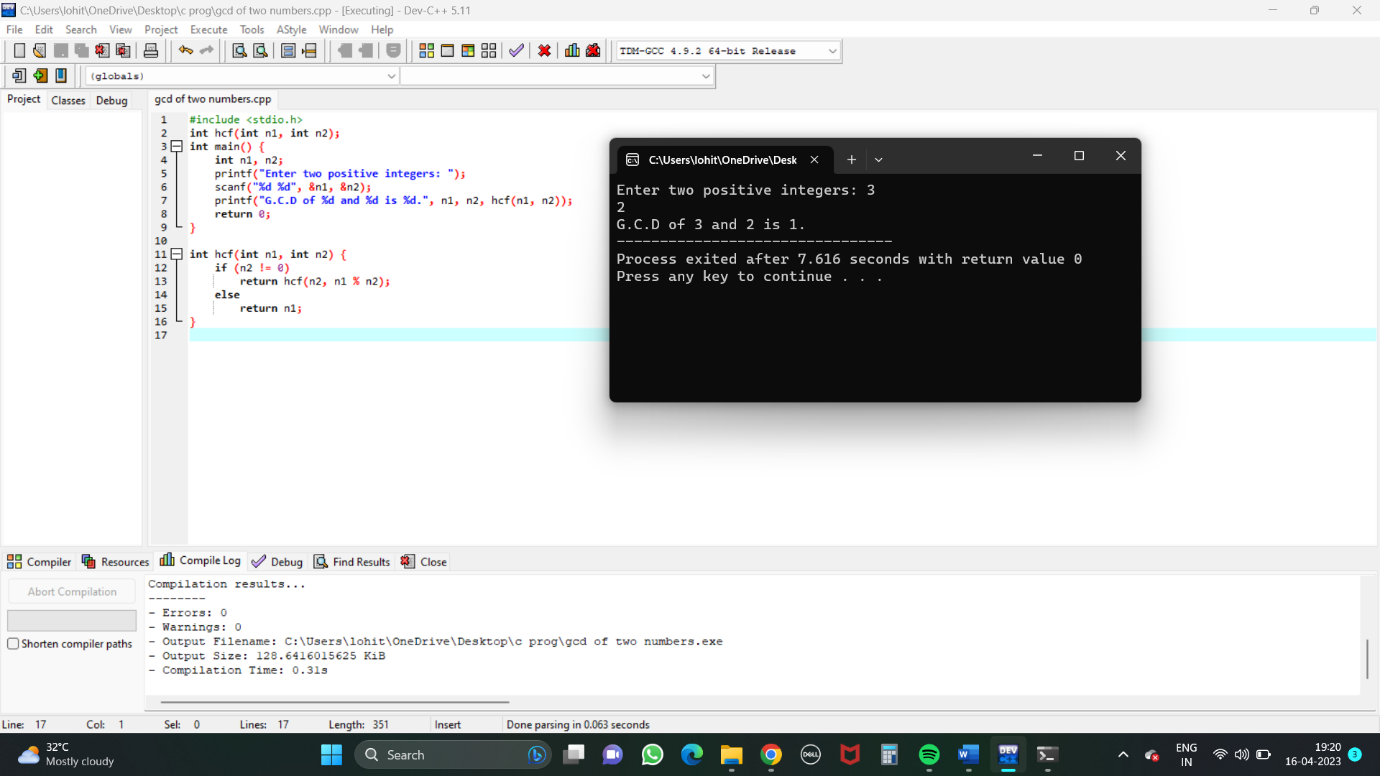 C:\Users\lohit\OneDrive\Desktop\c prog\gcd of two numbers.cpp - [Executing] - Dev-C++ 5.11
File Edit Search View Project Execute Tools AStyle Window Help
TDM-GCC 4.9.2 64-bit Release
(globals)
Project Classes Debug
gcd of two numbers.cpp
1 #include <stdio.h>
2 int hcf(int n1, int n2);
3 int main() {
4 int n1, n2;
5 printf("Enter two positive integers: ");
6 scanf("%d %d", &n1, &n2);
7 printf("G.C.D of %d and %d is %d.", n1, n2, hcf(n1, n2));
8 return 0;
9 }
10
11 int hcf(int n1, int n2) {
12 if (n2 != 0)
13 return hcf(n2, n1 % n2);
14 else
15 return n1;
16 }
17
C:\Users\lohit\OneDrive\Desk
Enter two positive integers: 3
2
G.C.D of 3 and 2 is 1.
--------------------------------
Process exited after 7.616 seconds with return value 0
Press any key to continue . . .
Compiler Resources Compile Log Debug Find Results Close
Abort Compilation
Shorten compiler paths
Compilation results...
--------
- Errors: 0
- Warnings: 0
- Output Filename: C:\Users\lohit\OneDrive\Desktop\c prog\gcd of two numbers.exe
- Output Size: 128.6416015625 KiB
- Compilation Time: 0.31s
Line: 17 Col: 1 Sel: 0 Lines: 17 Length: 351 Insert Done parsing in 0.063 seconds
32°C
Mostly cloudy
Search
DELL
W
DEV
ENG
IN
19:20
16-04-2023
3